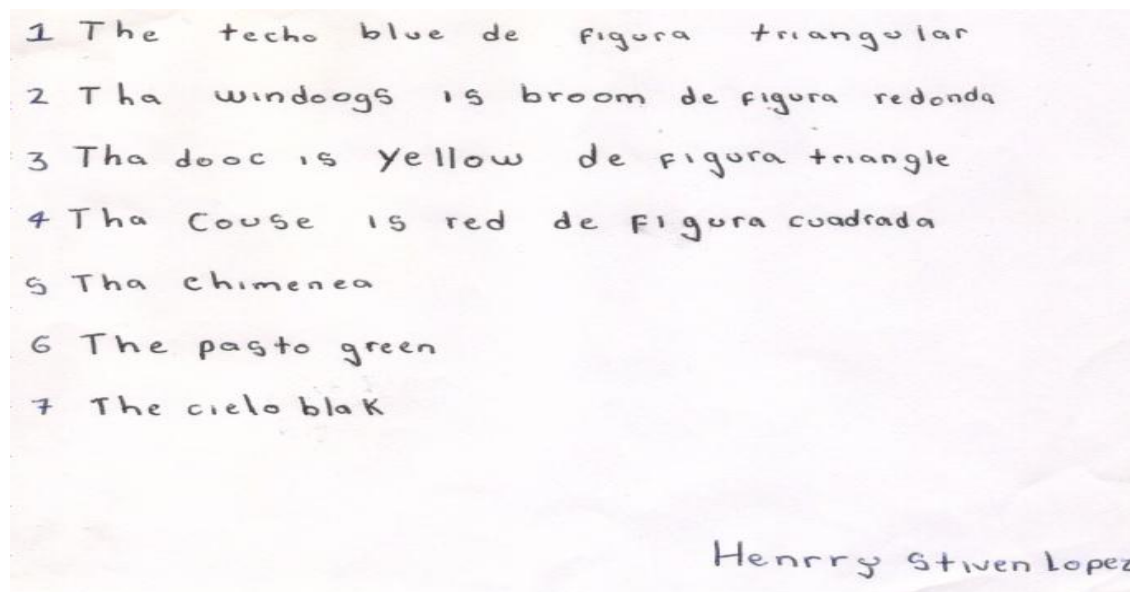 1 The techo blue de figura triangular
2 Tha windoogs is broom de figura redonda
3 Tha dooc is yellow de figura triangle
4 Tha Couse is red de Figura cuadrada
5 Tha chimenea
6 The pasto green
7 The cielo blak
Henrry Stiven Lopez